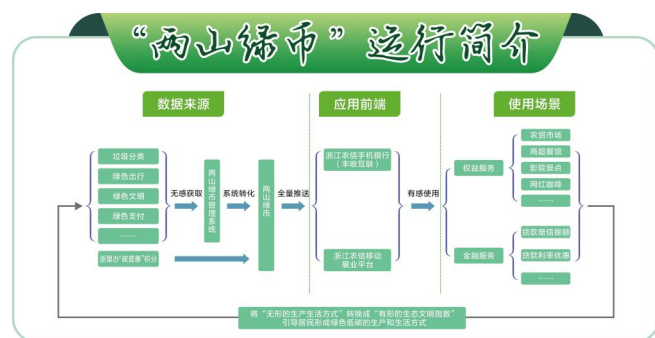 “两山绿币”运行简介
数据来源
应用前端
使用场景
垃圾分类
绿色出行
绿色文明
绿色支付
……
浙里办“碳普惠”积分
无感获取
两山绿币管理系统
系统转化
两山绿币
全量推送
浙江农信手机银行
（丰收互联）
浙江农信移动
展业平台
有感使用
权益服务
农贸市场
商超餐馆
影院景点
网红咖啡
……
金融服务
贷款增信提额
贷款利率优惠
……
将“无形的生产生活方式”转换成“有形的生态文明指数”
引导居民形成绿色低碳的生产和生活方式